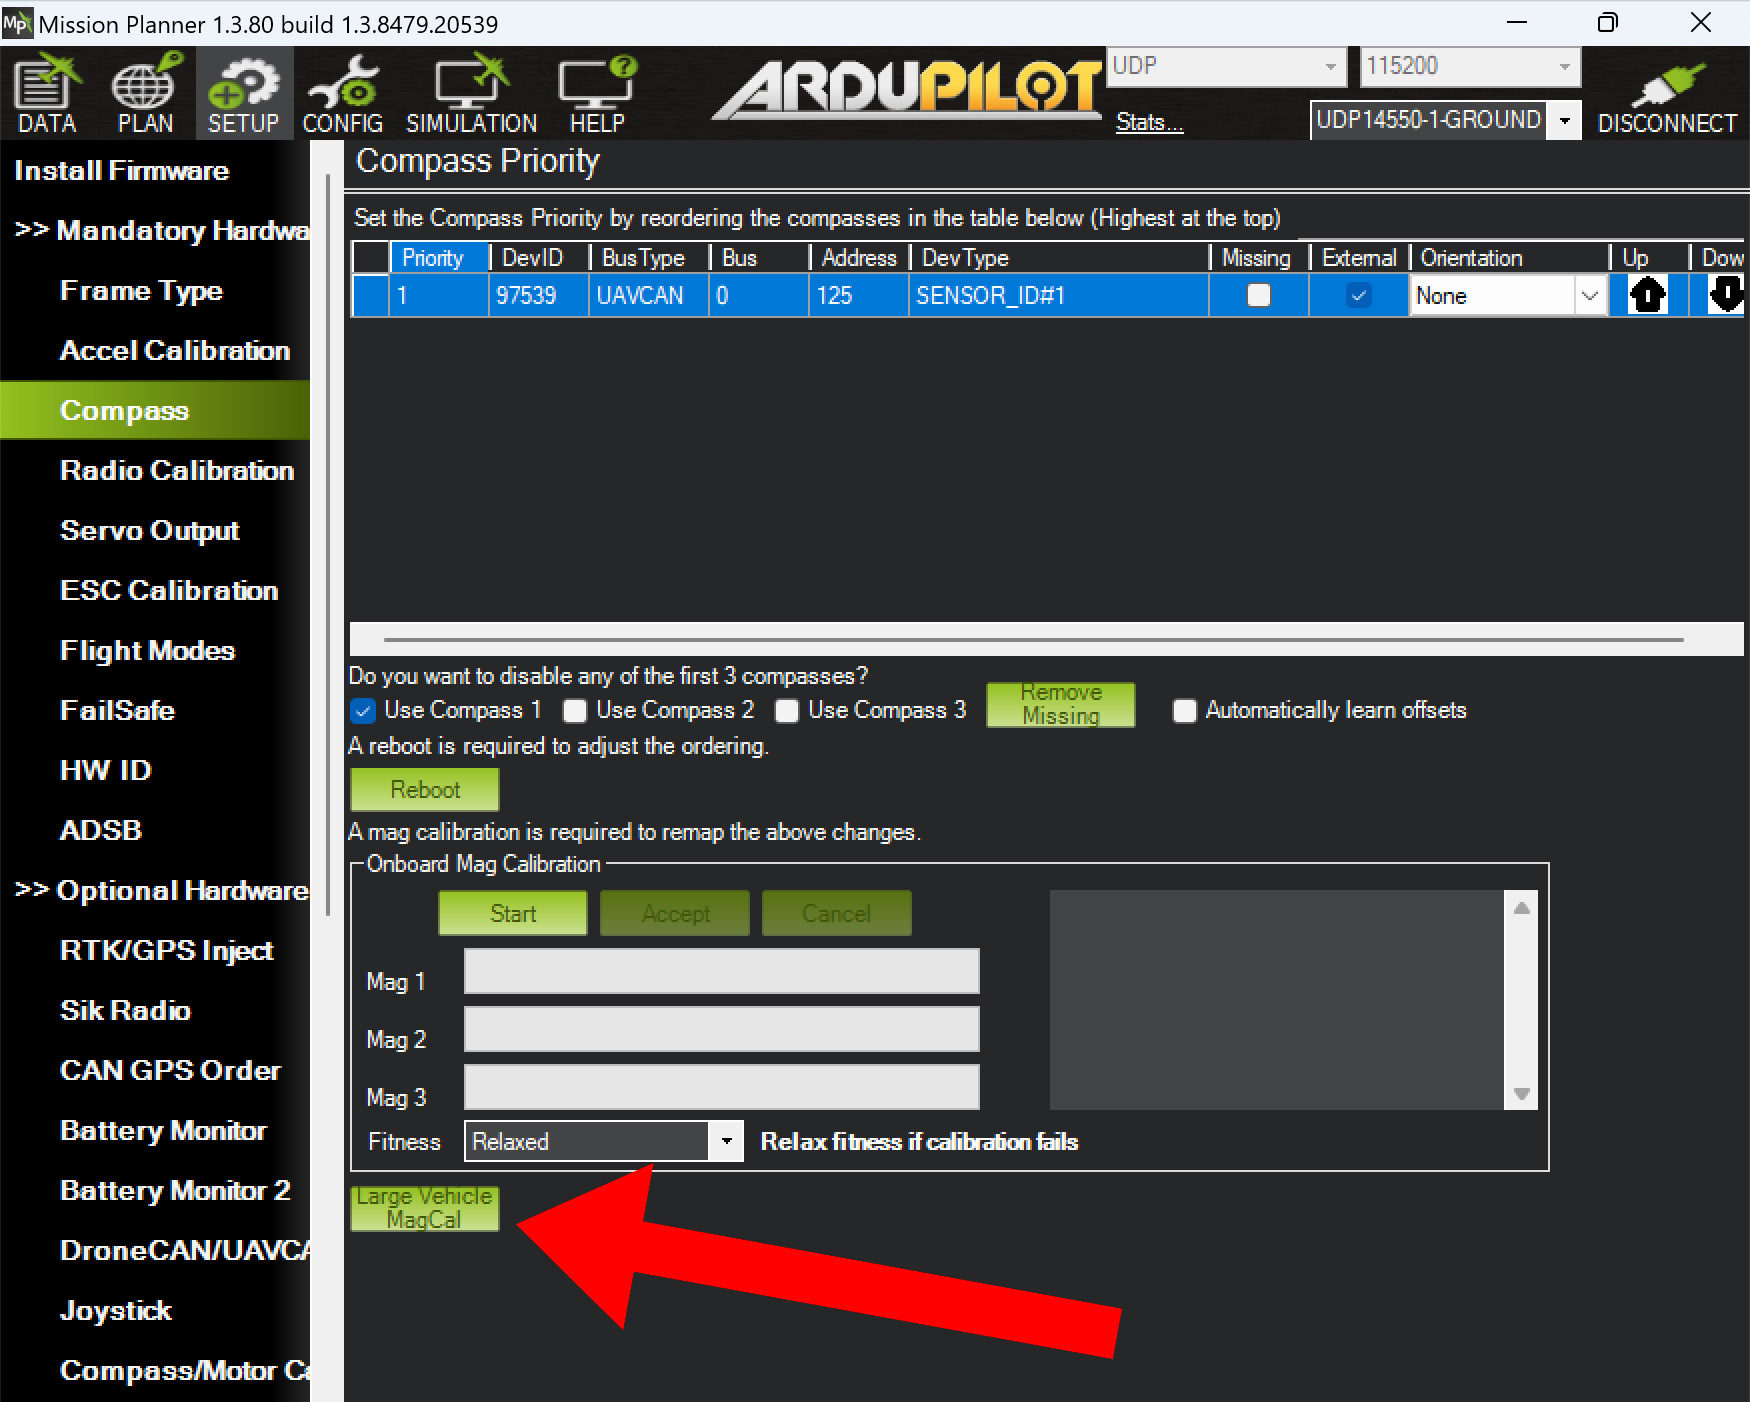 Mission Planner 1.3.80 build 1.3.8479.20539
DATA PLAN SETUP CONFIG SIMULATION HELP
ARDUPILOT
UDP 115200
Stats... UDP14550-1-GROUND DISCONNECT
Install Firmware
>> Mandatory Hardwa
Frame Type
Accel Calibration
Compass
Radio Calibration
Servo Output
ESC Calibration
Flight Modes
FailSafe
HW ID
ADSB
>> Optional Hardware
RTK/GPS Inject
Sik Radio
CAN GPS Order
Battery Monitor
Battery Monitor 2
DroneCAN/UAVCA
Joystick
Compass/Motor Ca
Compass Priority
Set the Compass Priority by reordering the compasses in the table below (Highest at the top)
Priority DevID BusType Bus Address DevType Missing External Orientation Up Dow
1 97539 UAVCAN 0 125 SENSOR_ID#1 None
Do you want to disable any of the first 3 compasses?
Use Compass 1 Use Compass 2 Use Compass 3 Remove Missing Automatically learn offsets
A reboot is required to adjust the ordering.
Reboot
A mag calibration is required to remap the above changes.
Onboard Mag Calibration
Start Accept Cancel
Mag 1
Mag 2
Mag 3
Fitness Relaxed Relax fitness if calibration fails
Large Vehicle
MagCal